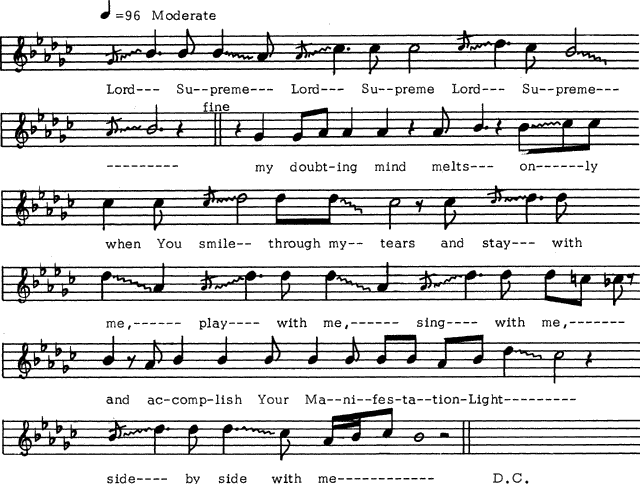 ♩=96 Moderate
Lord--- Su--preme--- Lord--- Su--preme Lord--- Su--preme---
fine
--------- my doubt-ing mind melts--- on------ly
when You smile-- through my-- tears and stay--- with
me,------ play---- with me,------ sing---- with me,-------
and ac-comp-lish Your Ma--ni--fes-ta--tion-Light---------
side---- by side with me------------ D.C.